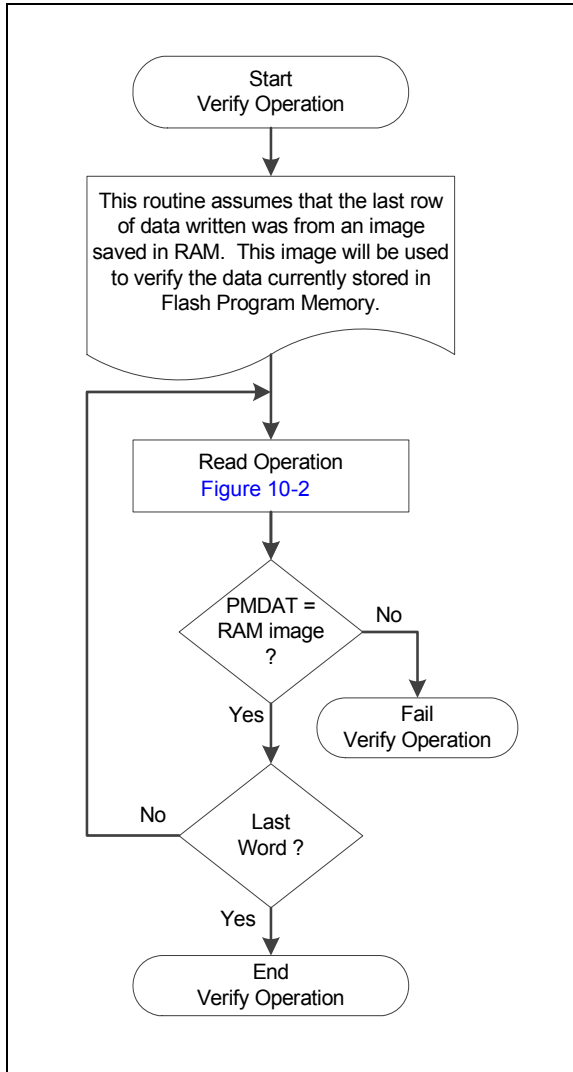 Start
Verify Operation
This routine assumes that the last row
of data written was from an image
saved in RAM.  This image will be used
to verify the data currently stored in
Flash Program Memory.
Read Operation
Figure 10-2
PMDAT =
RAM image
?
No
Yes
Fail
Verify Operation
No
Last
Word ?
Yes
End
Verify Operation